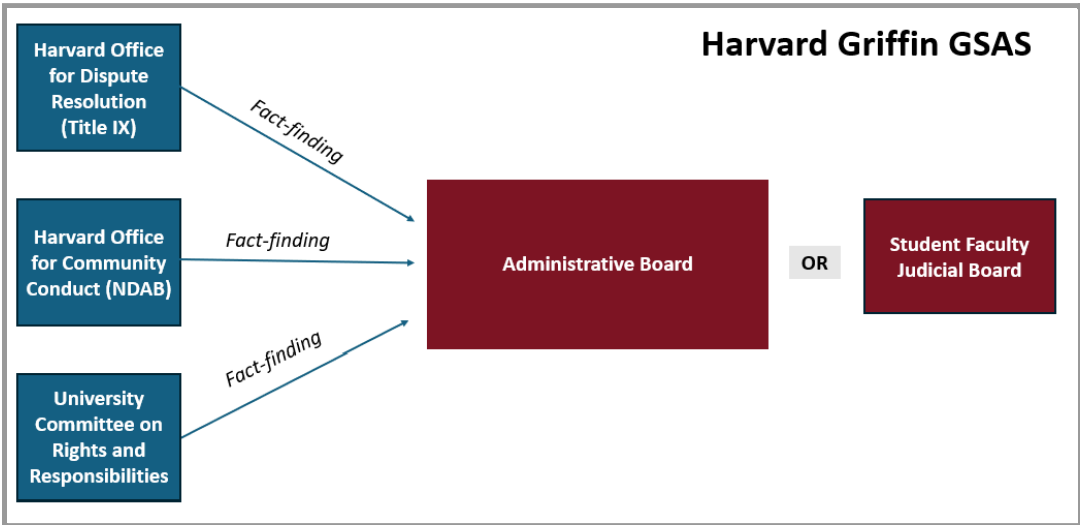 Harvard Griffin GSAS
Harvard Office
for Dispute
Resolution
(Title IX)
Fact-finding
Harvard Office
for Community
Conduct (NDAB)
Fact-finding
University
Committee on
Rights and
Responsibilities
Fact-finding
Administrative Board
OR
Student Faculty
Judicial Board